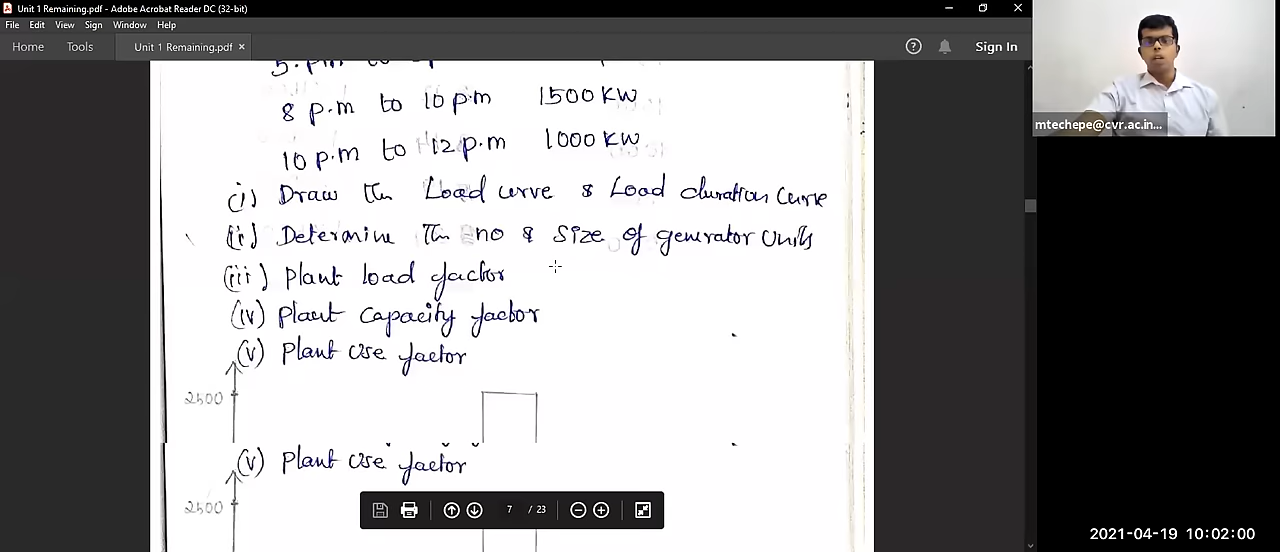 Unit 1 Remaining.pdf - Adobe Acrobat Reader DC (32-bit)
File Edit View Sign Window Help
Home Tools Unit 1 Remaining.pdf × Sign In
5. p.m to
8 p.m to 10 p.m 1500 KW
10 p.m to 12 p.m 1000 KW
(i) Draw the Load curve & Load duration curve
(ii) Determine the no & size of generator units
(iii) Plant load factor
(iv) Plant capacity factor
(v) Plant use factor
2500
(v) Plant use factor
2500
7 / 23
mtechepe@cvr.ac.in...
2021-04-19 10:02:00